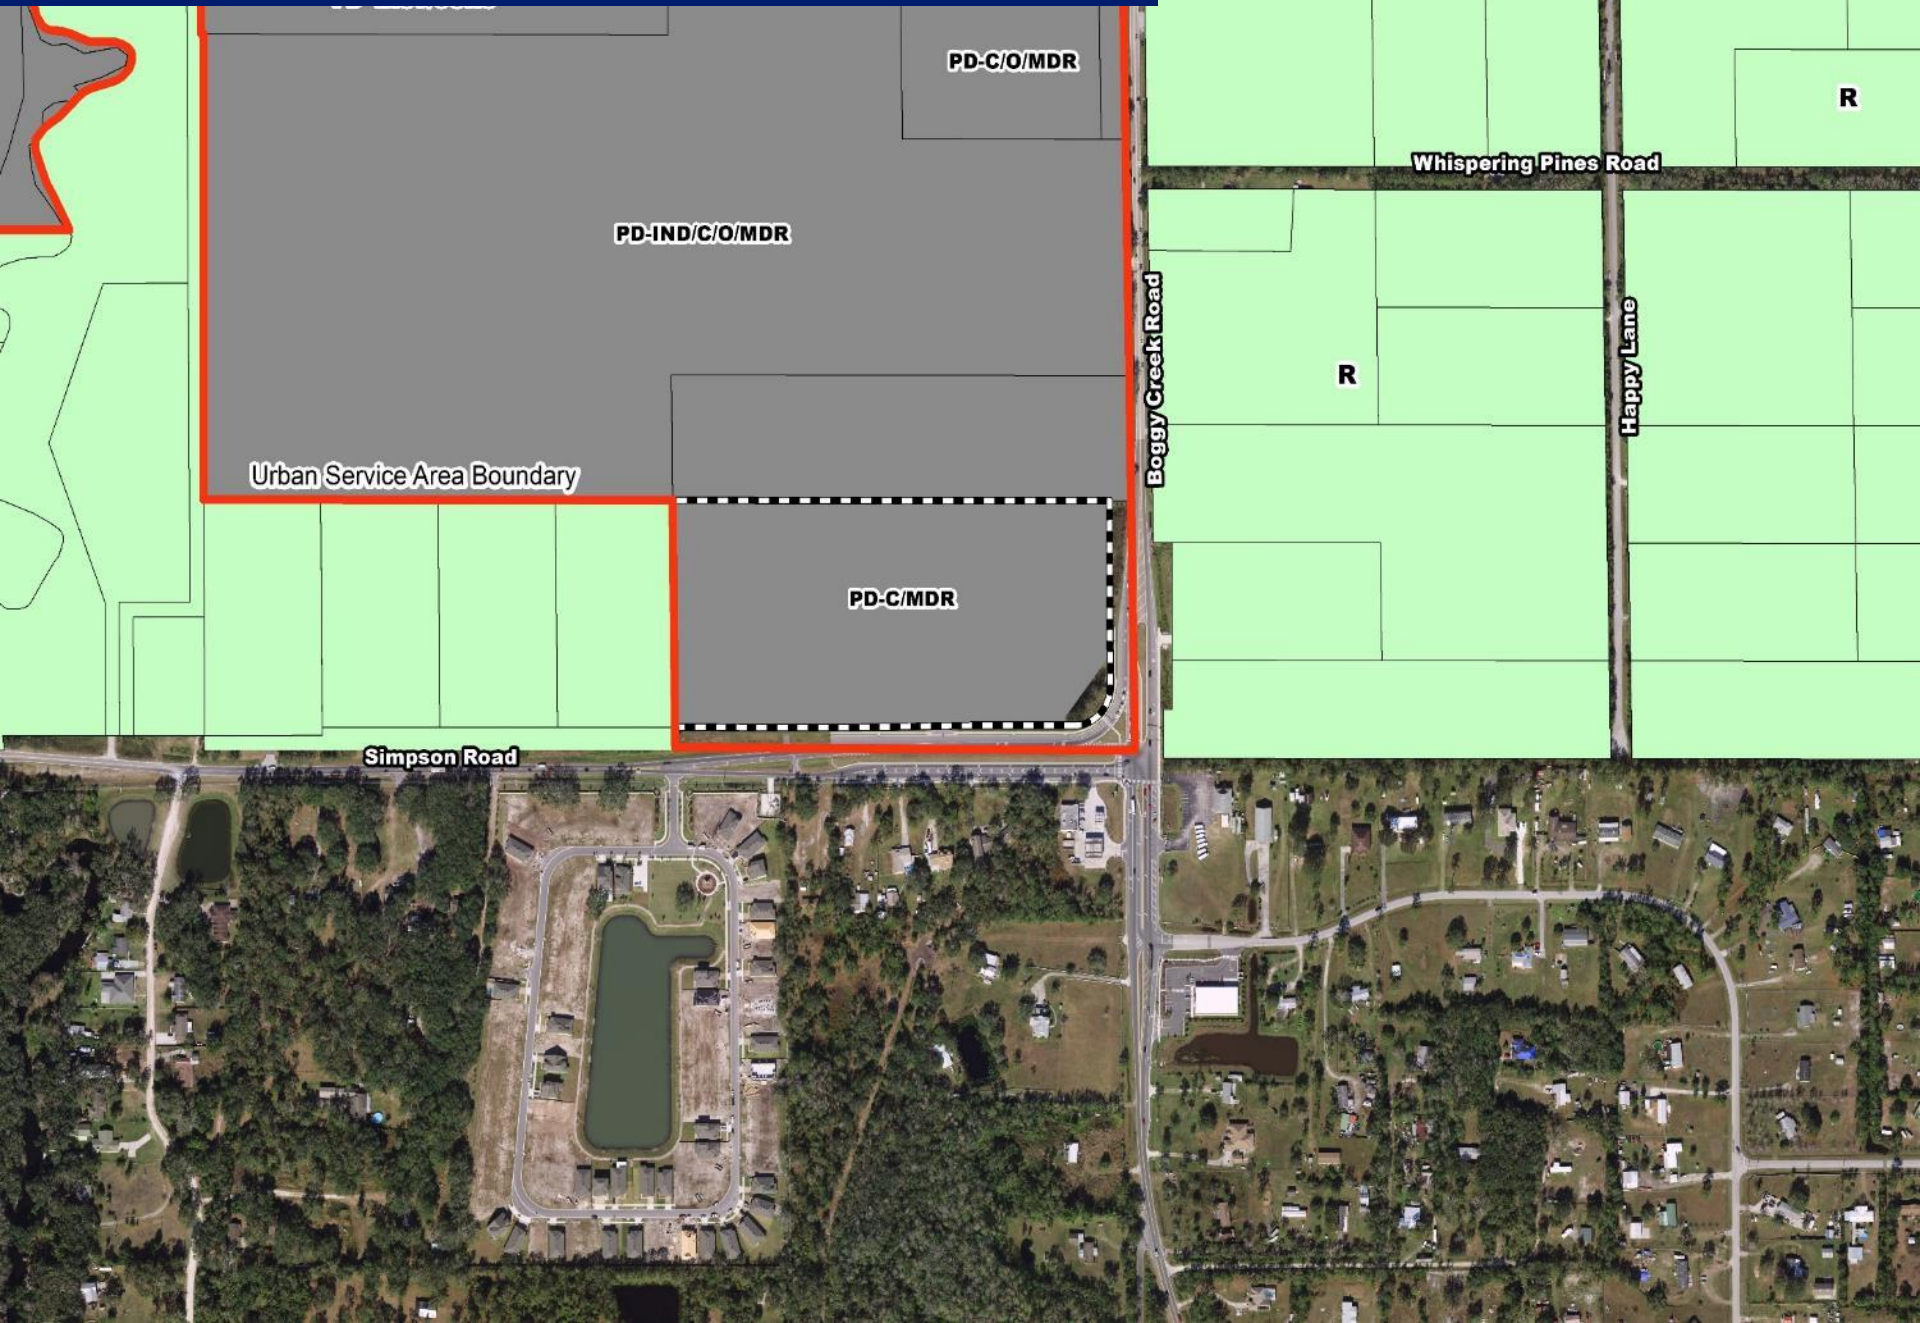 PD-C/O/MDR
R
Whispering Pines Road
PD-IND/C/O/MDR
Boggy Creek Road
Happy Lane
R
Urban Service Area Boundary
PD-C/MDR
Simpson Road